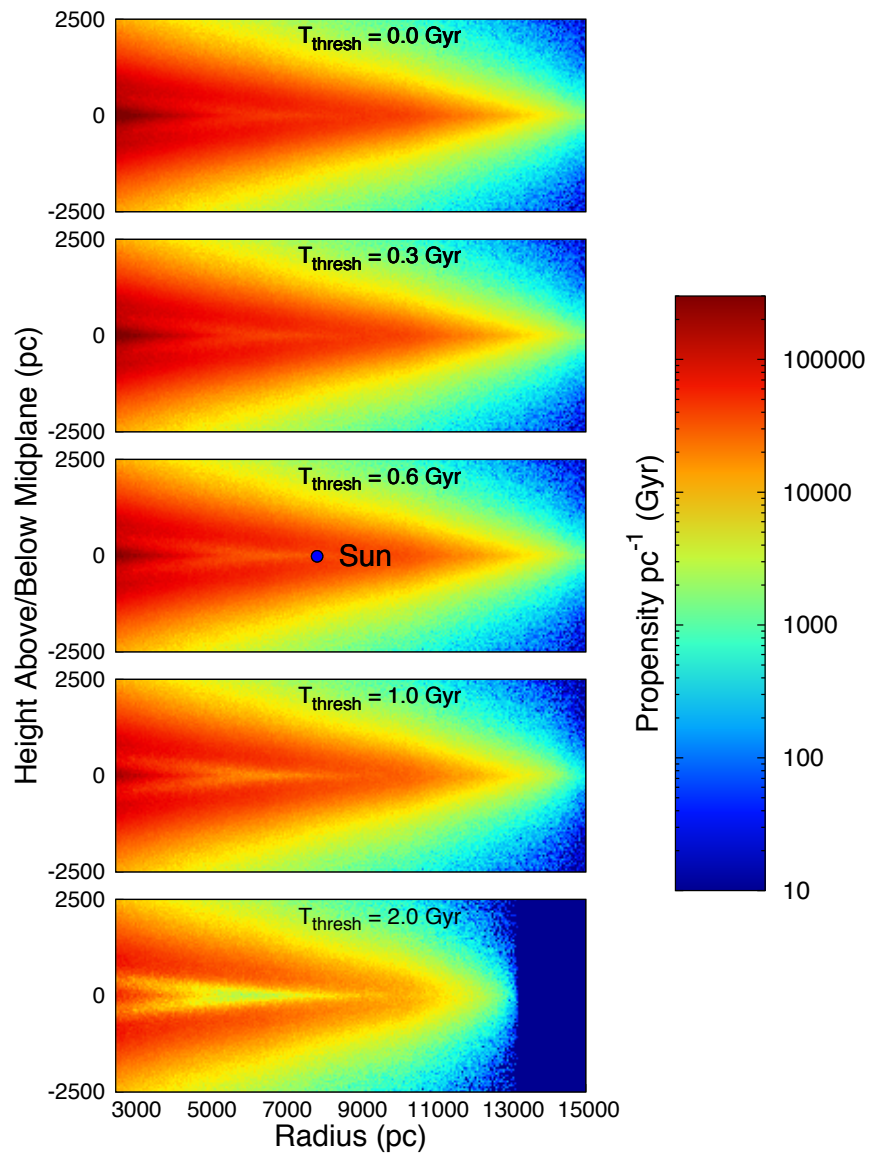 2500
T_thresh = 0.0 Gyr
0
-2500
2500
T_thresh = 0.3 Gyr
0
-2500
2500
T_thresh = 0.6 Gyr
0
Sun
-2500
2500
T_thresh = 1.0 Gyr
0
-2500
2500
T_thresh = 2.0 Gyr
0
-2500
3000 5000 7000 9000 11000 13000 15000
Radius (pc)
Height Above/Below Midplane (pc)
Propensity pc⁻¹ (Gyr)
100000
10000
1000
100
10